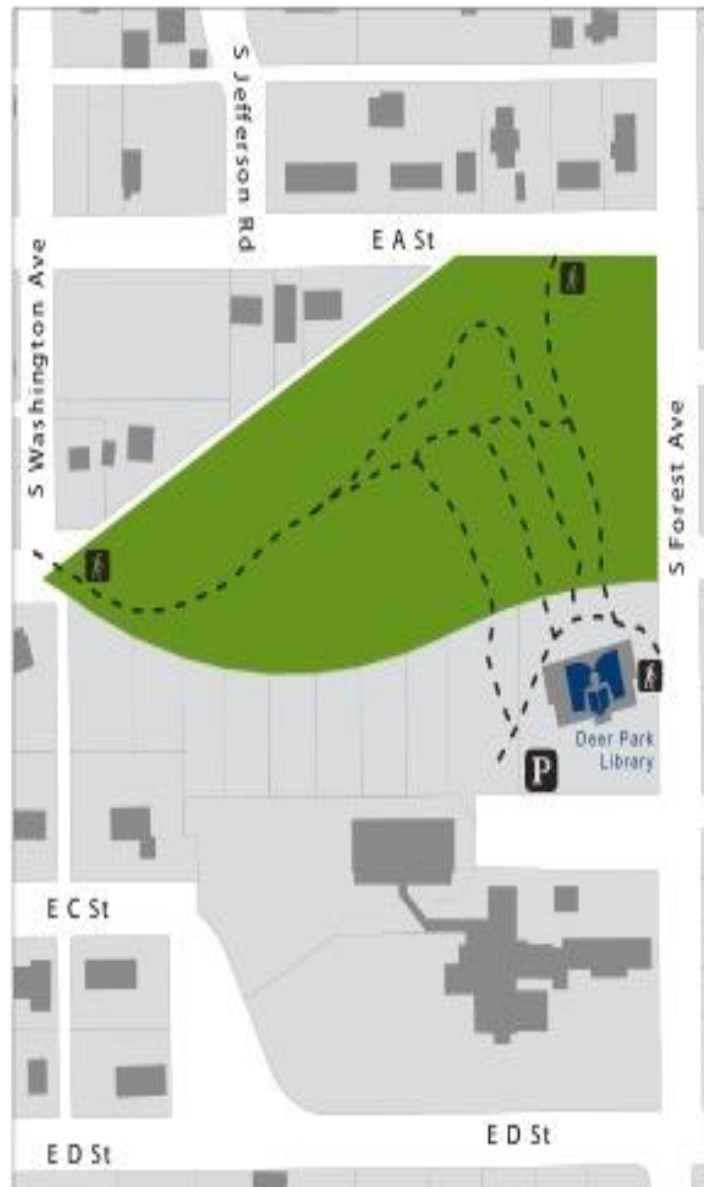 S Jefferson Rd
E A St
S Washington Ave
S Forest Ave
Deer Park
Library
P
E C St
E D St
E D St